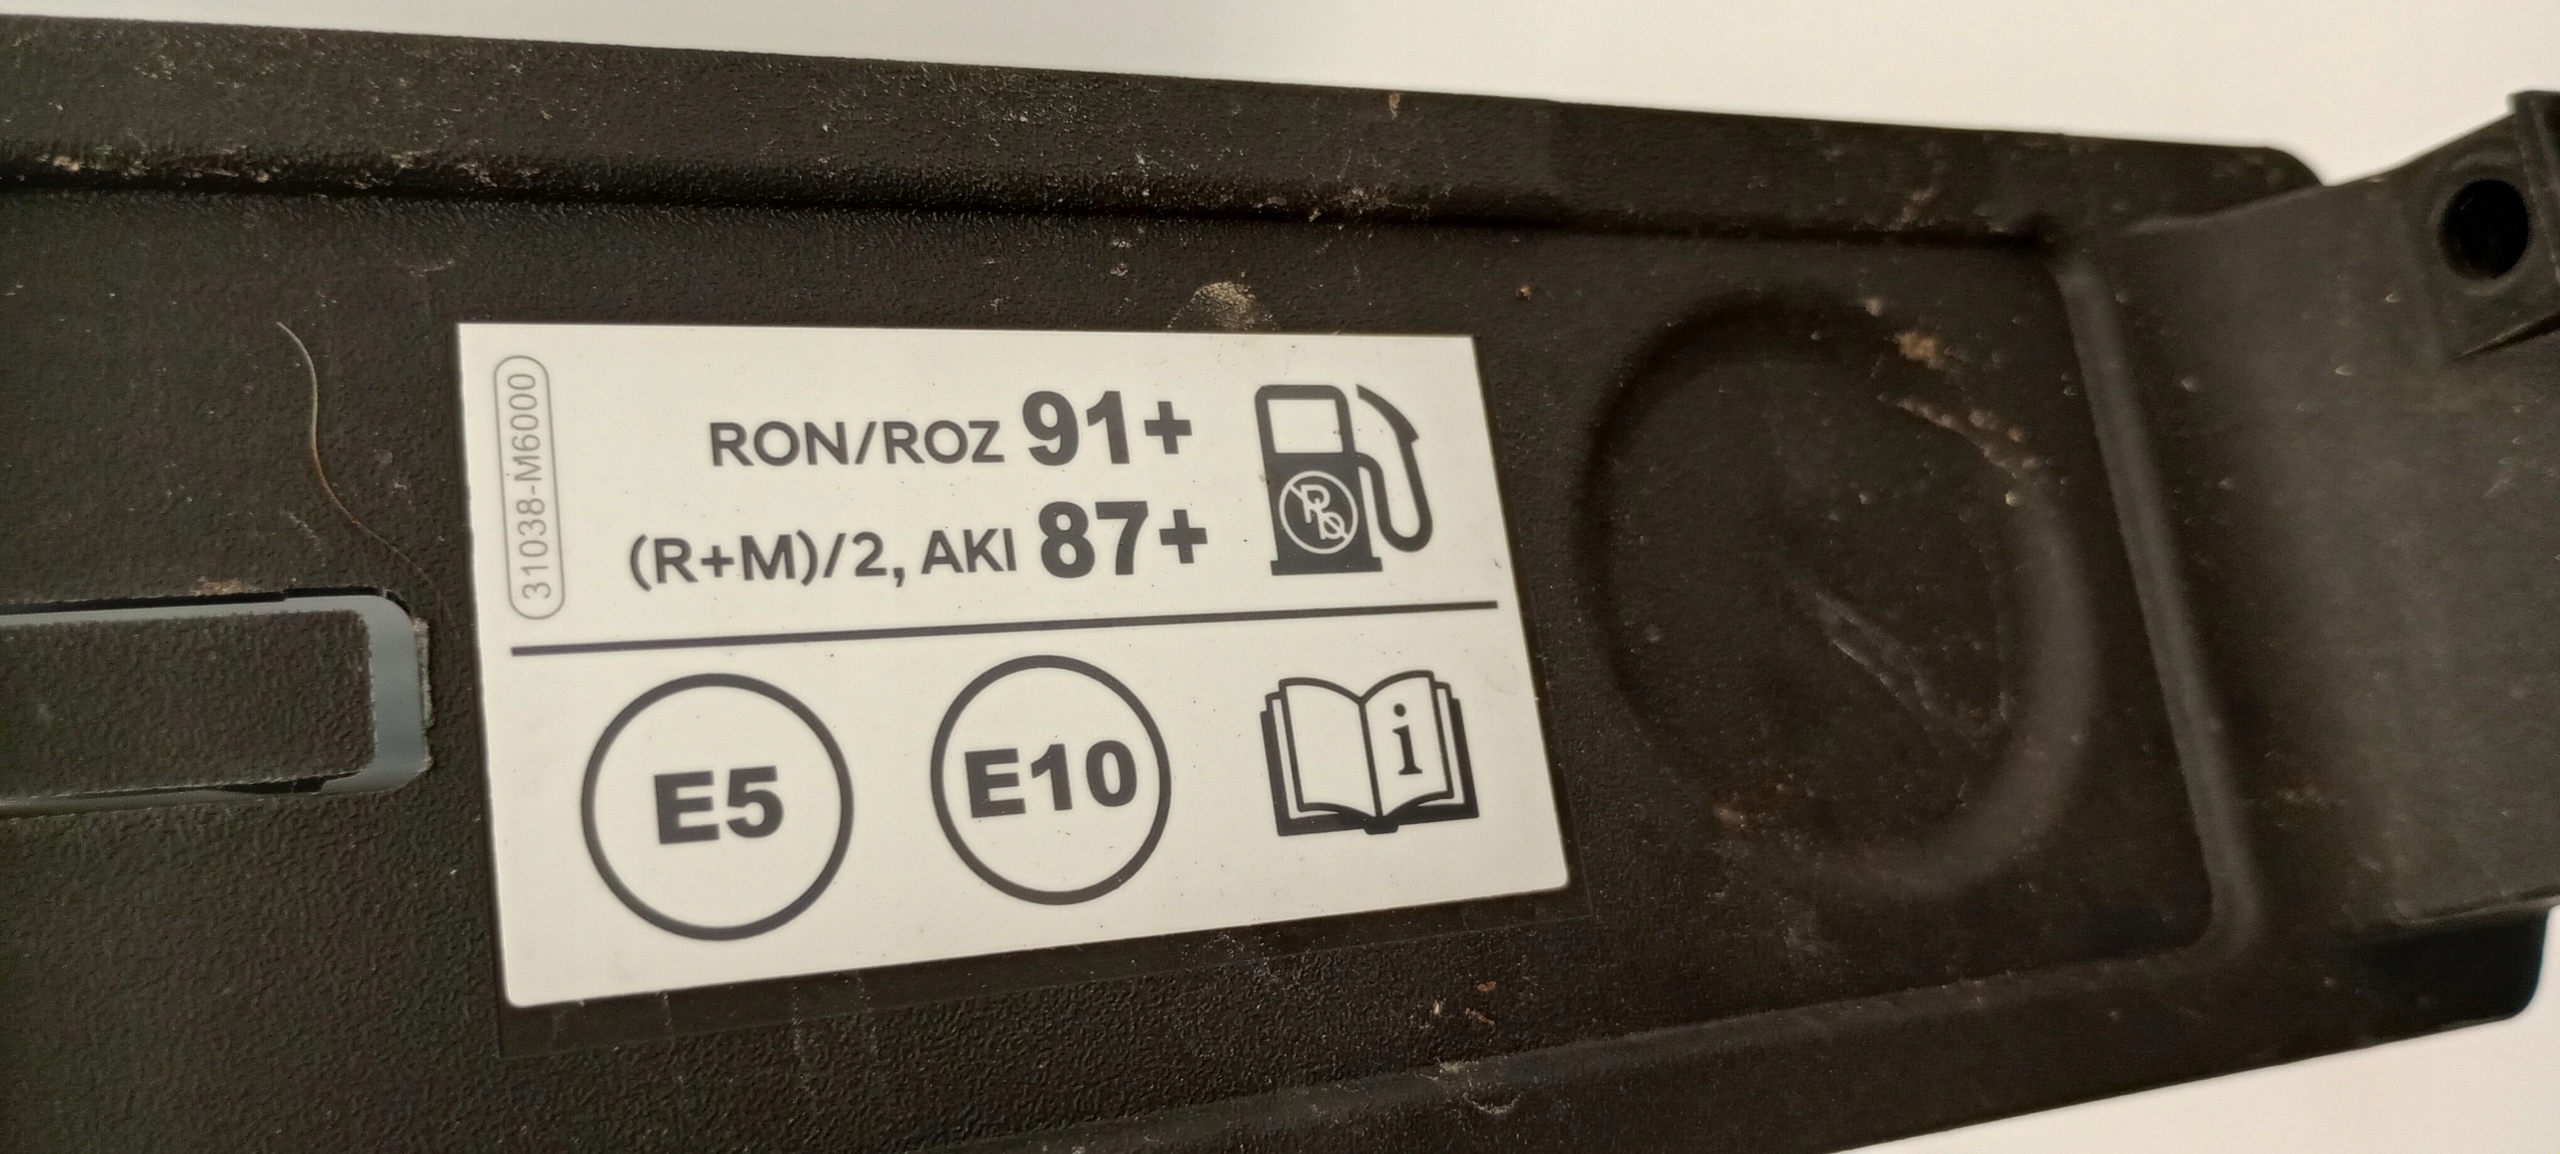 31038-M6000
RON/ROZ 91+
(R+M)/2, AKI 87+
Pb
E5
E10
i